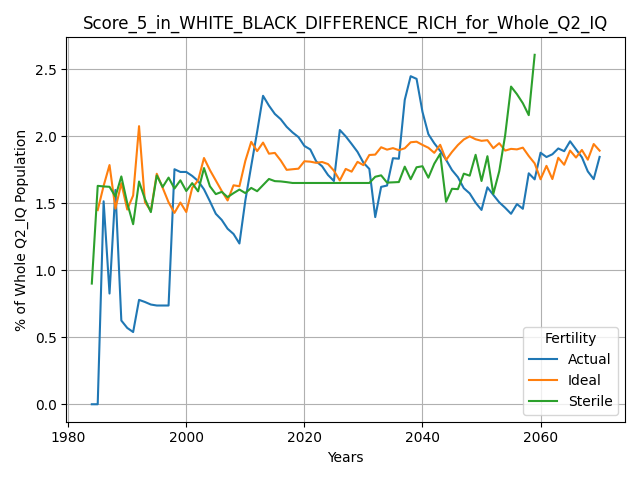 Score_5_in_WHITE_BLACK_DIFFERENCE_RICH_for_Whole_Q2_IQ
% of Whole Q2_IQ Population
2.5
2.0
1.5
1.0
0.5
0.0
1980
2000
2020
2040
2060
Years
Fertility
Actual
Ideal
Sterile